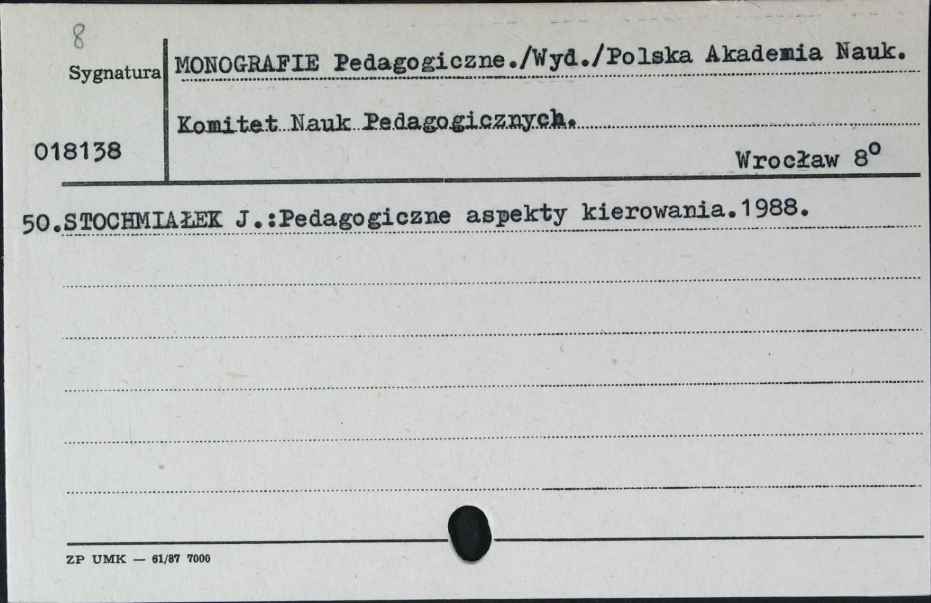 8
Sygnatura
MONOGRAFIE Pedagogiczne./Wyd./Polska Akademia Nauk.
Komitet Nauk Pedagogicznych.
018138
Wrocław 8⁰
50.STOCHMIAŁEK J.:Pedagogiczne aspekty kierowania.1988.
ZP UMK — 61/87 7000